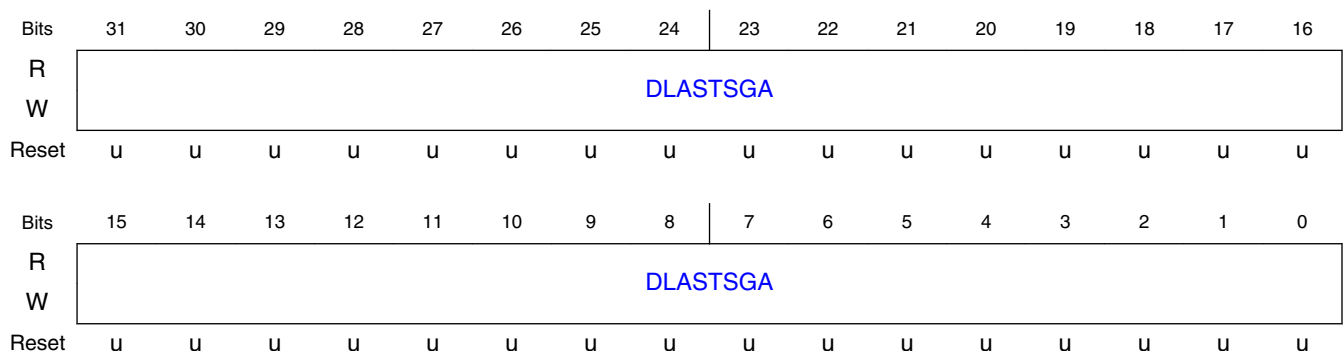 Bits 31 30 29 28 27 26 25 24 23 22 21 20 19 18 17 16
R
DLASTSGA
W
Reset u u u u u u u u u u u u u u u u
Bits 15 14 13 12 11 10 9 8 7 6 5 4 3 2 1 0
R
DLASTSGA
W
Reset u u u u u u u u u u u u u u u u